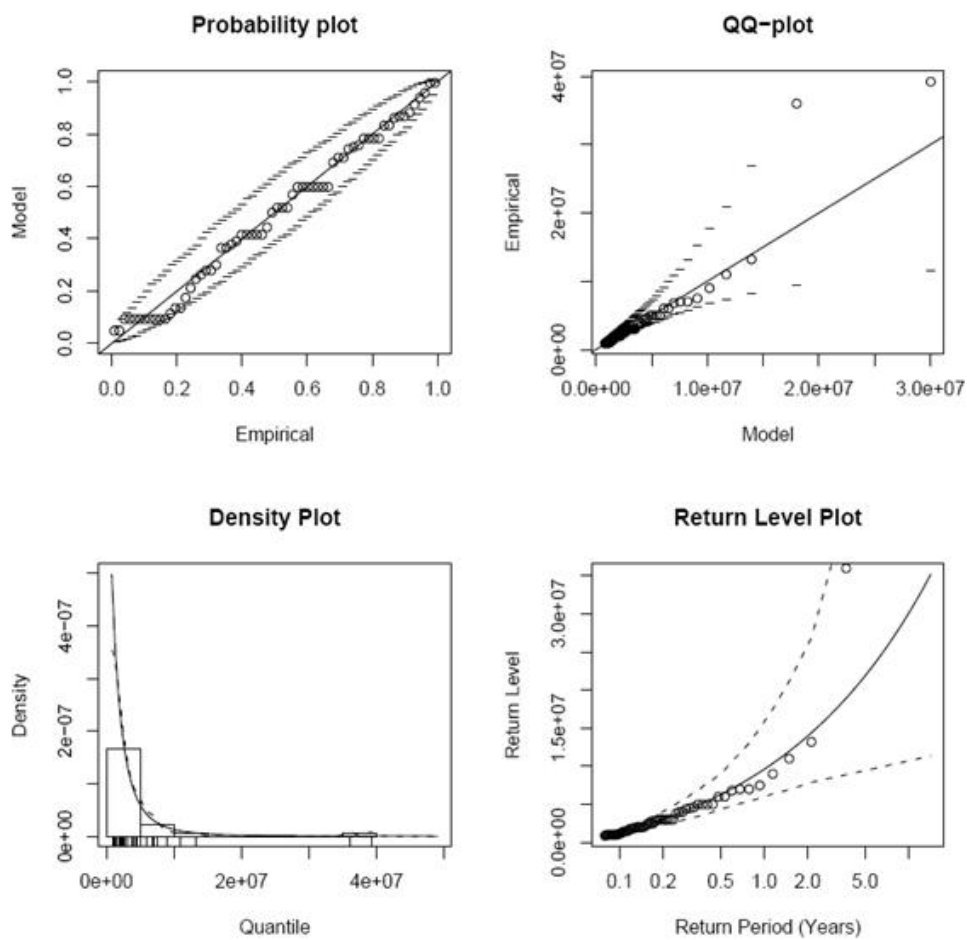 Probability plot
Model
0.0 0.2 0.4 0.6 0.8 1.0
0.0 0.2 0.4 0.6 0.8 1.0
Empirical
QQ-plot
Empirical
0e+00 2e+07 4e+07
0.0e+00 1.0e+07 3.0e+07
Model
Density Plot
Density
0e+00 2e-07 4e-07
0e+00 2e+07 4e+07
Quantile
Return Level Plot
Return Level
0.0e+00 1.5e+07 3.0e+07
0.1 0.2 0.5 1.0 2.0 5.0
Return Period (Years)